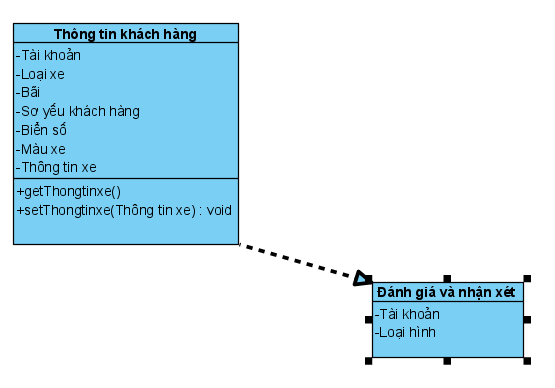 Thông tin khách hàng
-Tài khoản
-Loại xe
-Bãi
-Sơ yếu khách hàng
-Biển số
-Màu xe
-Thông tin xe
+getThongtinxe()
+setThongtinxe(Thông tin xe) : void
Đánh giá và nhận xét
-Tài khoản
-Loại hình